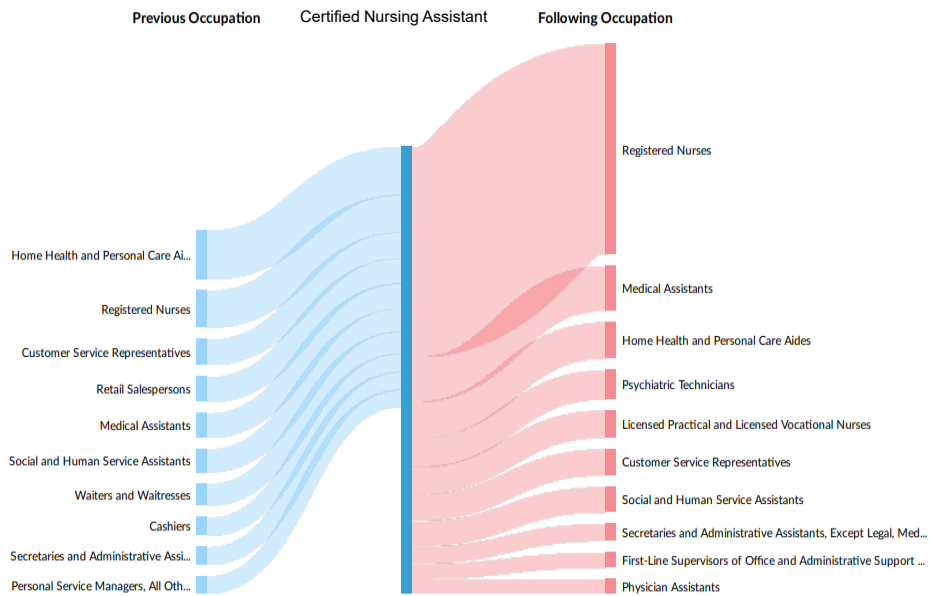 Previous Occupation
Certified Nursing Assistant
Following Occupation
Home Health and Personal Care Ai...
Registered Nurses
Customer Service Representatives
Retail Salespersons
Medical Assistants
Social and Human Service Assistants
Waiters and Waitresses
Cashiers
Secretaries and Administrative Assi...
Personal Service Managers, All Oth...
Registered Nurses
Medical Assistants
Home Health and Personal Care Aides
Psychiatric Technicians
Licensed Practical and Licensed Vocational Nurses
Customer Service Representatives
Social and Human Service Assistants
Secretaries and Administrative Assistants, Except Legal, Med...
First-Line Supervisors of Office and Administrative Support ...
Physician Assistants